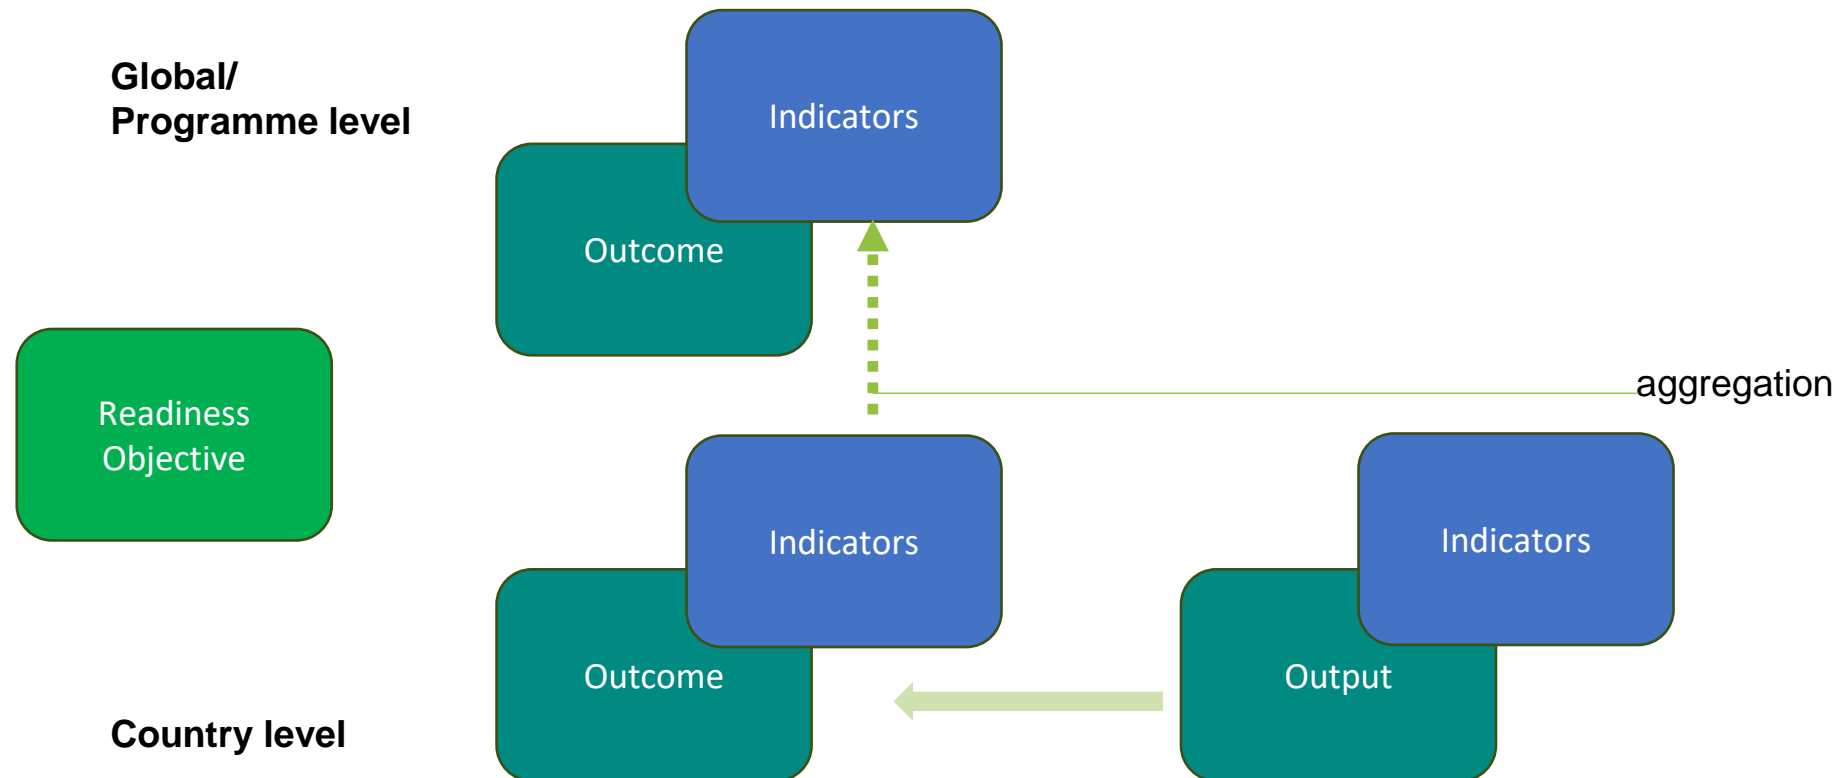 Global/
Programme level
Indicators
Outcome
Readiness
Objective
aggregation
Indicators
Indicators
Outcome
Output
Country level